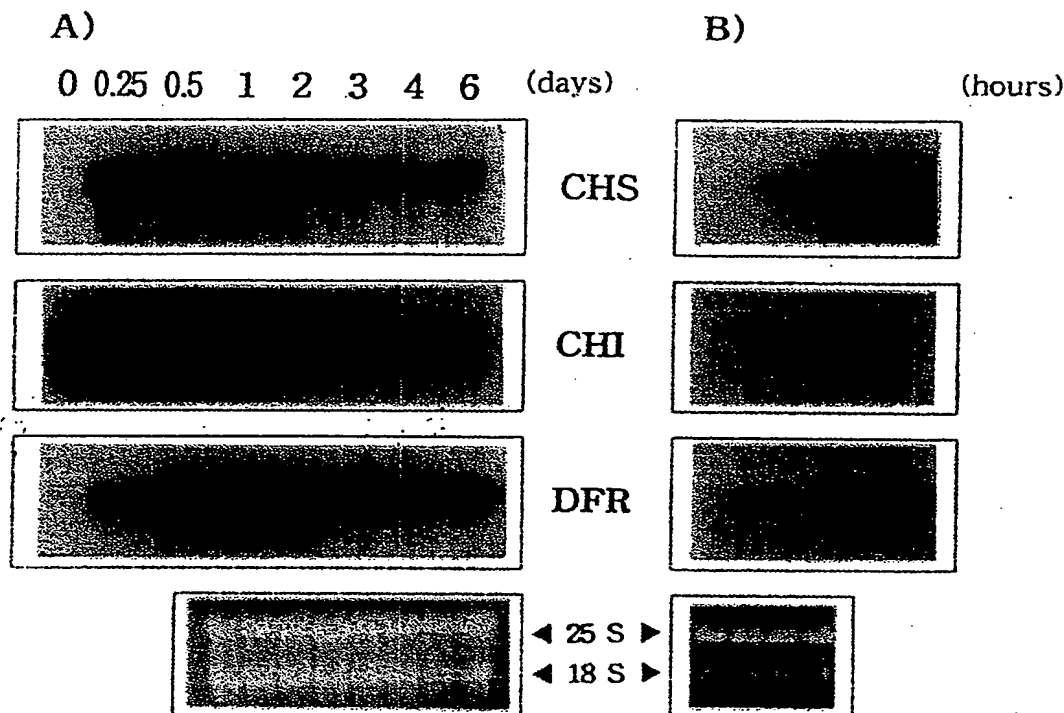 A) B)
0 0.25 0.5 1 2 3 4 6 (days) (hours)
CHS
CHI
DFR
◄ 25 S ►
◄ 18 S ►